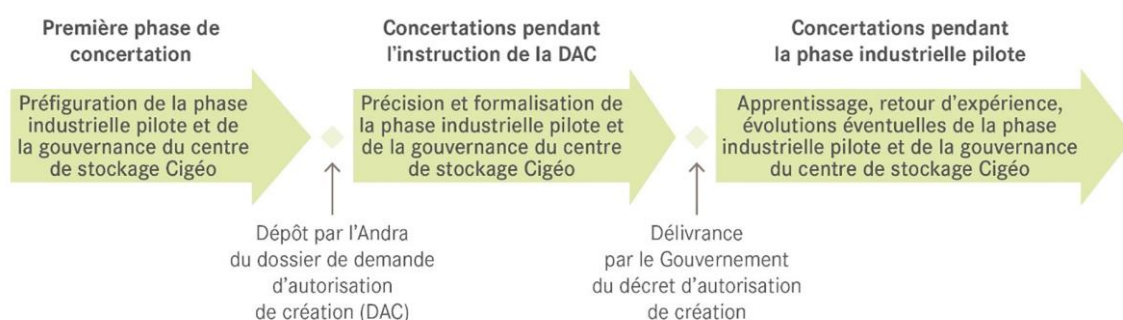 Première phase de
concertation
Préfiguration de la phase
industrielle pilote et de
la gouvernance du centre
de stockage Cigéo
Dépôt par l'Andra
du dossier de demande
d'autorisation
de création (DAC)
Concertations pendant
l'instruction de la DAC
Précision et formalisation de
la phase industrielle pilote et
de la gouvernance du centre
de stockage Cigéo
Délivrance
par le Gouvernement
du décret d'autorisation
de création
Concertations pendant
la phase industrielle pilote
Apprentissage, retour d'expérience,
évolutions éventuelles de la phase
industrielle pilote et de la gouvernance
du centre de stockage Cigéo